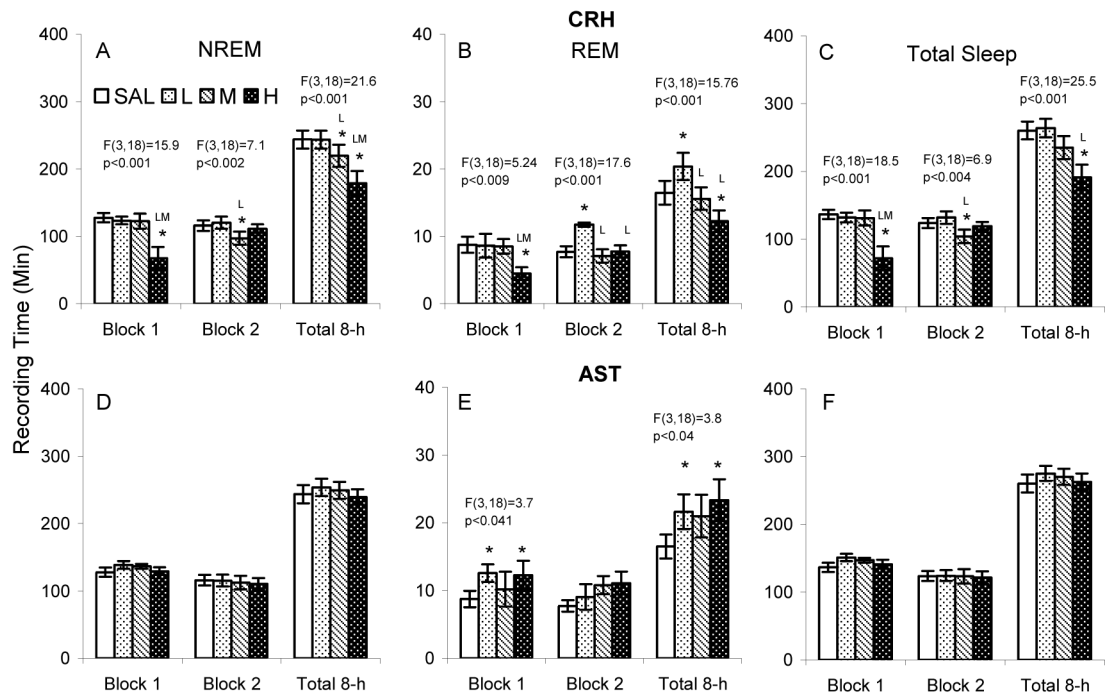 CRH
A
NREM
B
REM
C
Total Sleep
Recording Time (Min)
SAL L M H
400
300
200
100
0
F(3,18)=15.9
p<0.001
LM
*
F(3,18)=7.1
p<0.002
L
*
F(3,18)=21.6
p<0.001
L
*
LM
*
Block 1 Block 2 Total 8-h
40
30
20
10
0
F(3,18)=5.24
p<0.009
LM
*
F(3,18)=17.6
p<0.001
*
L
L
F(3,18)=15.76
p<0.001
*
L
L
*
Block 1 Block 2 Total 8-h
400
300
200
100
0
F(3,18)=18.5
p<0.001
LM
*
F(3,18)=6.9
p<0.004
L
*
F(3,18)=25.5
p<0.001
L
*
Block 1 Block 2 Total 8-h
AST
D
400
300
200
100
0
Block 1 Block 2 Total 8-h
E
40
30
20
10
0
F(3,18)=3.7
p<0.041
* *
F(3,18)=3.8
p<0.04
* *
Block 1 Block 2 Total 8-h
F
400
300
200
100
0
Block 1 Block 2 Total 8-h